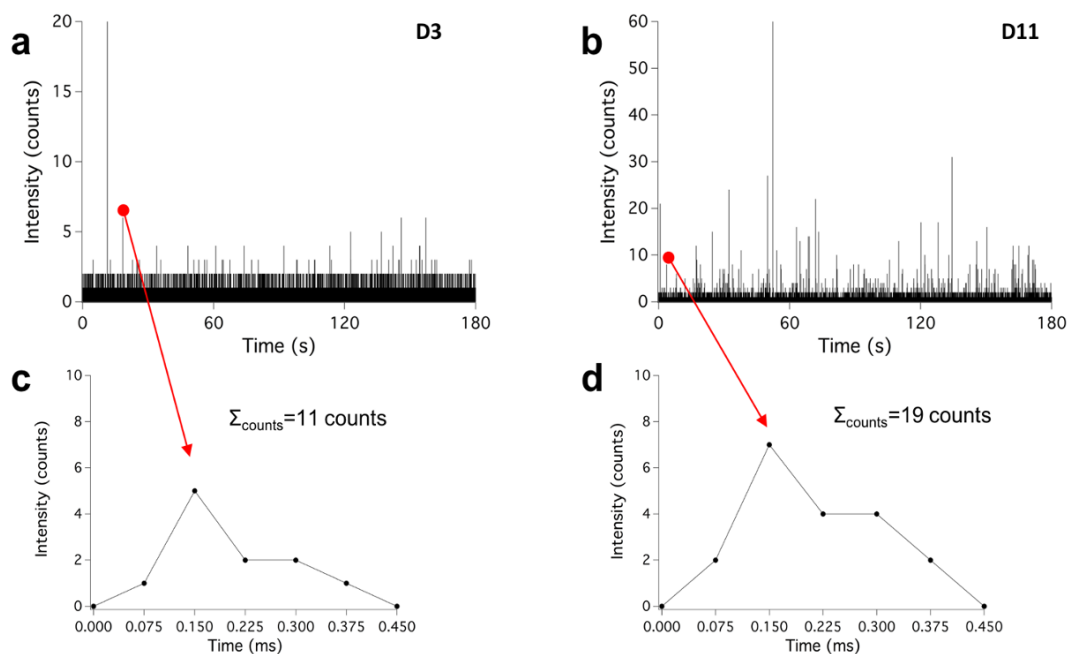 a
D3
Intensity (counts)
20
15
10
5
0
0
60
120
180
Time (s)
b
D11
Intensity (counts)
60
50
40
30
20
10
0
0
60
120
180
Time (s)
c
Intensity (counts)
10
8
6
4
2
0
Σcounts=11 counts
0.000
0.075
0.150
0.225
0.300
0.375
0.450
Time (ms)
d
Intensity (counts)
10
8
6
4
2
0
Σcounts=19 counts
0.000
0.075
0.150
0.225
0.300
0.375
0.450
Time (ms)